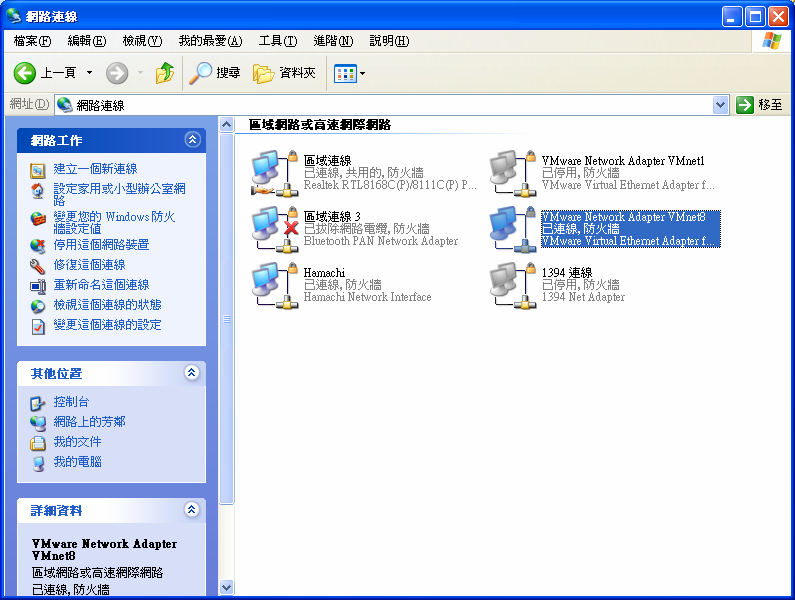 網路連線
檔案(F) 編輯(E) 檢視(V) 我的最愛(A) 工具(T) 進階(N) 說明(H)
上一頁 搜尋 資料夾
網址(D) 網路連線 移至
網路工作
建立一個新連線
設定家用或小型辦公室網
路
變更您的 Windows 防火
牆設定值
停用這個網路裝置
修復這個連線
重新命名這個連線
檢視這個連線的狀態
變更這個連線的設定
其他位置
控制台
網路上的芳鄰
我的文件
我的電腦
詳細資料
VMware Network Adapter
VMnet8
區域網路或高速網際網路
已連線, 防火牆
區域網路或高速網際網路
區域連線
已連線, 共用的, 防火牆
Realtek RTL8168C(P)/8111C(P) P...
VMware Network Adapter VMnet1
已停用, 防火牆
VMware Virtual Ethernet Adapter f...
區域連線 3
已拔除網路電纜, 防火牆
Bluetooth PAN Network Adapter
VMware Network Adapter VMnet8
已連線, 防火牆
VMware Virtual Ethernet Adapter f...
Hamachi
已連線, 防火牆
Hamachi Network Interface
1394 連線
已停用, 防火牆
1394 Net Adapter